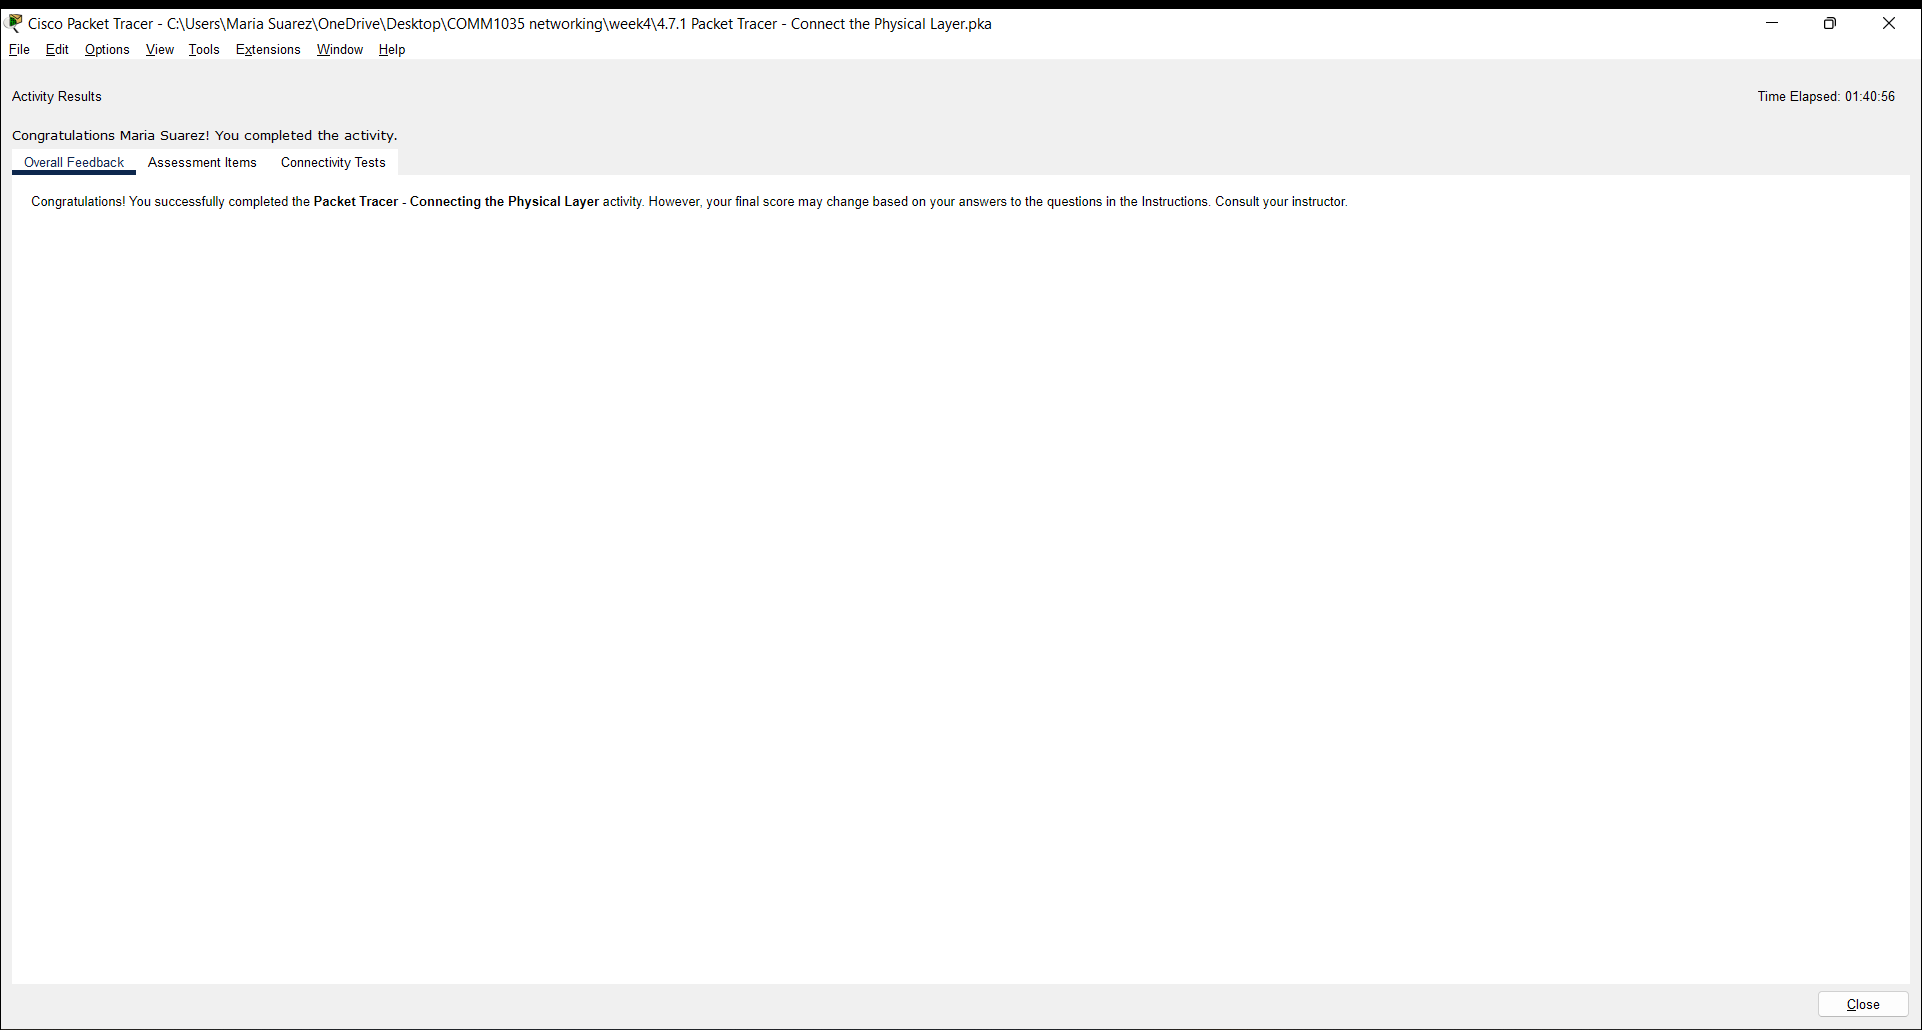 Cisco Packet Tracer - C:\Users\Maria Suarez\OneDrive\Desktop\COMM1035 networking\week4\4.7.1 Packet Tracer - Connect the Physical Layer.pka
File Edit Options View Tools Extensions Window Help
Activity Results Time Elapsed: 01:40:56
Congratulations Maria Suarez! You completed the activity.
Overall Feedback Assessment Items Connectivity Tests
Congratulations! You successfully completed the Packet Tracer - Connecting the Physical Layer activity. However, your final score may change based on your answers to the questions in the Instructions. Consult your instructor.
Close